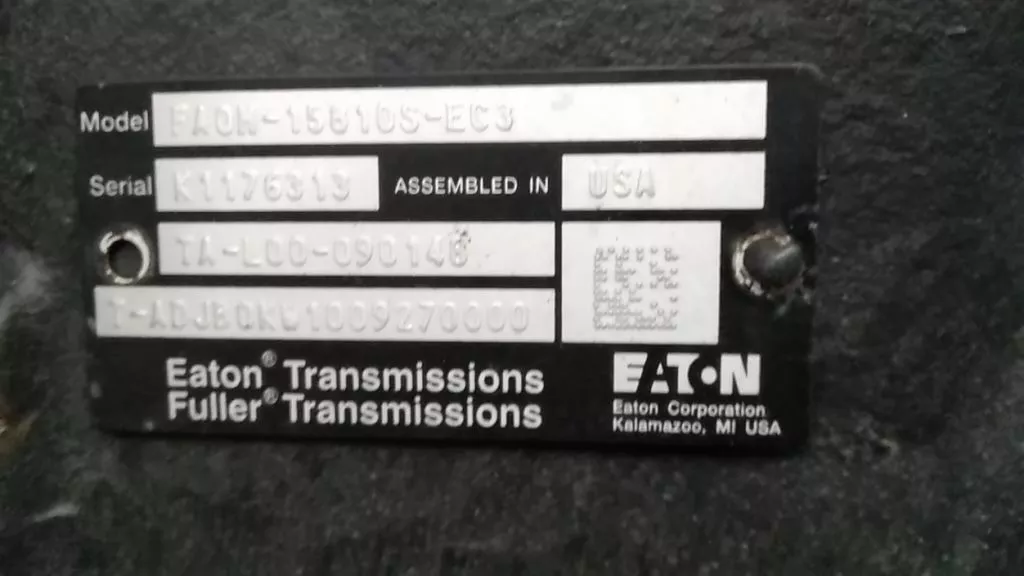 Model FAOM-15810S-EC3
Serial K1176313 ASSEMBLED IN USA
TA-L00-090146
Eaton® Transmissions
Fuller® Transmissions
EATON
Eaton Corporation
Kalamazoo, MI USA